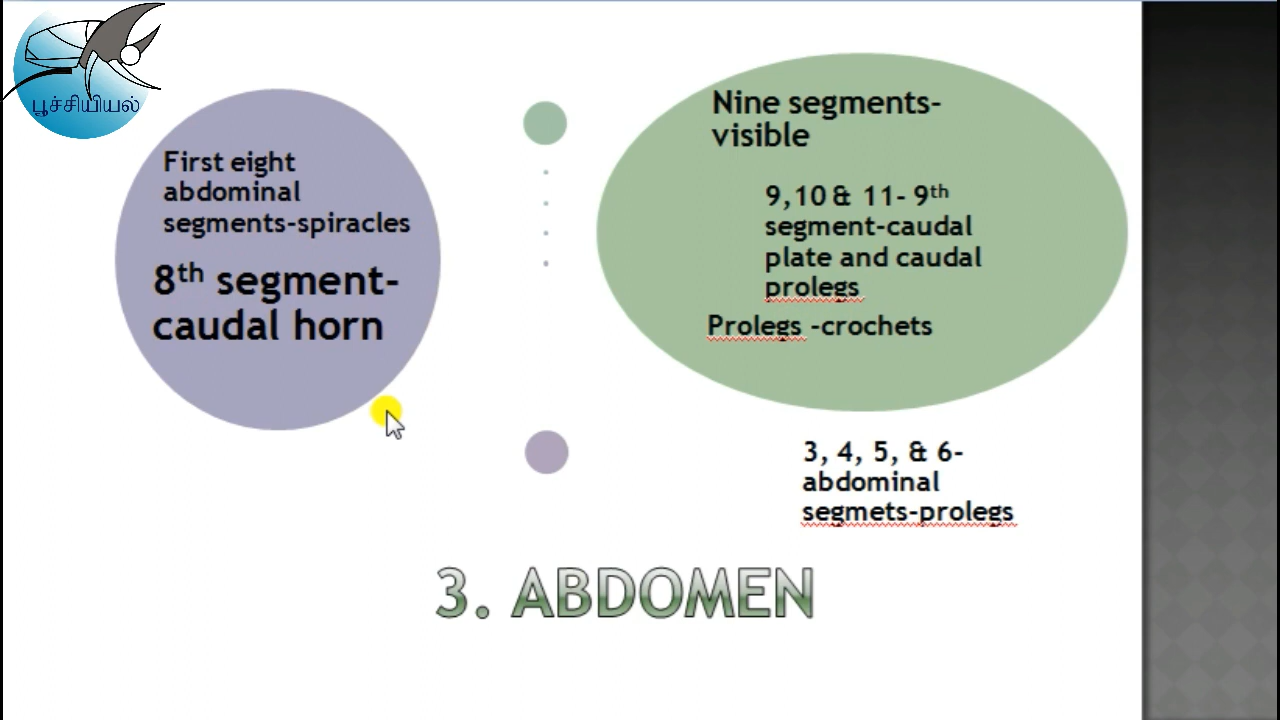 பூச்சியியல்
First eight
abdominal
segments-spiracles
8th segment-
caudal horn
Nine segments-
visible
9,10 & 11- 9th
segment-caudal
plate and caudal
prolegs
Prolegs -crochets
3, 4, 5, & 6-
abdominal
segmets-prolegs
3. ABDOMEN